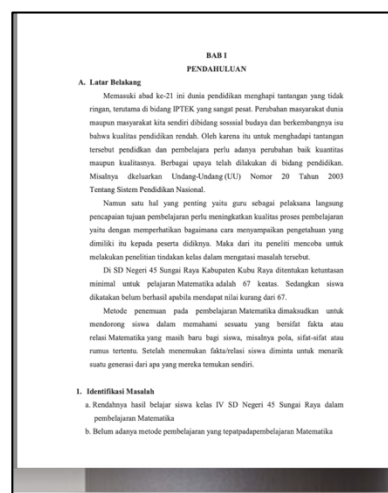 BAB I
PENDAHULUAN
A. Latar Belakang
Memasuki abad ke-21 ini dunia pendidikan menghapi tantangan yang tidak
ringan, terutama di bidang IPTEK yang sangat pesat. Perubahan masyarakat dunia
maupun masyarakat kita sendiri dibidang sosssial budaya dan berkembangnya isu
bahwa kualitas pendidikan rendah. Oleh karena itu untuk menghadapi tantangan
tersebut pendidkan dan pembelajara perlu adanya perubahan baik kuantitas
maupun kualitasnya. Berbagai upaya telah dilakukan di bidang pendidikan.
Misalnya dkeluarkan Undang-Undang (UU) Nomor 20 Tahun 2003
Tentang Sistem Pendidikan Nasional.
Namun satu hal yang penting yaitu guru sebagai pelaksana langsung
pencapaian tujuan pembelajaran perlu meningkatkan kualitas proses pembelajaran
yaitu dengan memperhatikan bagaimana cara menyampaikan pengetahuan yang
dimiliki itu kepada peserta didiknya. Maka dari itu peneliti mencoba untuk
melakukan penelitian tindakan kelas dalam mengatasi masalah tersebut.
Di SD Negeri 45 Sungai Raya Kabupaten Kubu Raya ditentukan ketuntasan
minimal untuk pelajaran Matematika adalah 67 keatas. Sedangkan siswa
dikatakan belum berhasil apabila mendapat nilai kurang dari 67.
Metode penemuan pada pembelajaran Matematika dimaksudkan untuk
mendorong siswa dalam memahami sesuatu yang bersifat fakta atau
relasi Matematika yang masih baru bagi siswa, misalnya pola, sifat-sifat atau
rumus tertentu. Setelah menemukan fakta/relasi siswa diminta untuk menarik
suatu generasi dari apa yang mereka temukan sendiri.
1. Identifikasi Masalah
a. Rendahnya hasil belajar siswa kelas IV SD Negeri 45 Sungai Raya dalam
pembelajaran Matematika
b. Belum adanya metode pembelajaran yang tepatpadapembelajaran Matematika